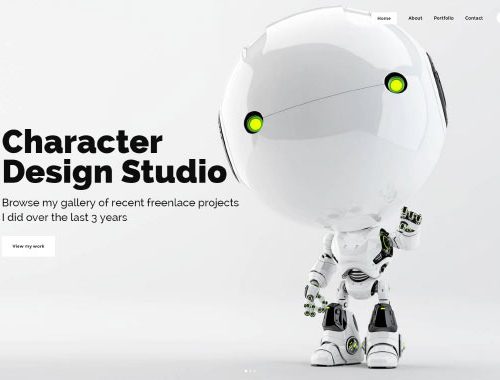 Home About Portfolio Contact
Character
Design Studio
Browse my gallery of recent freenlace projects
I did over the last 3 years
View my work